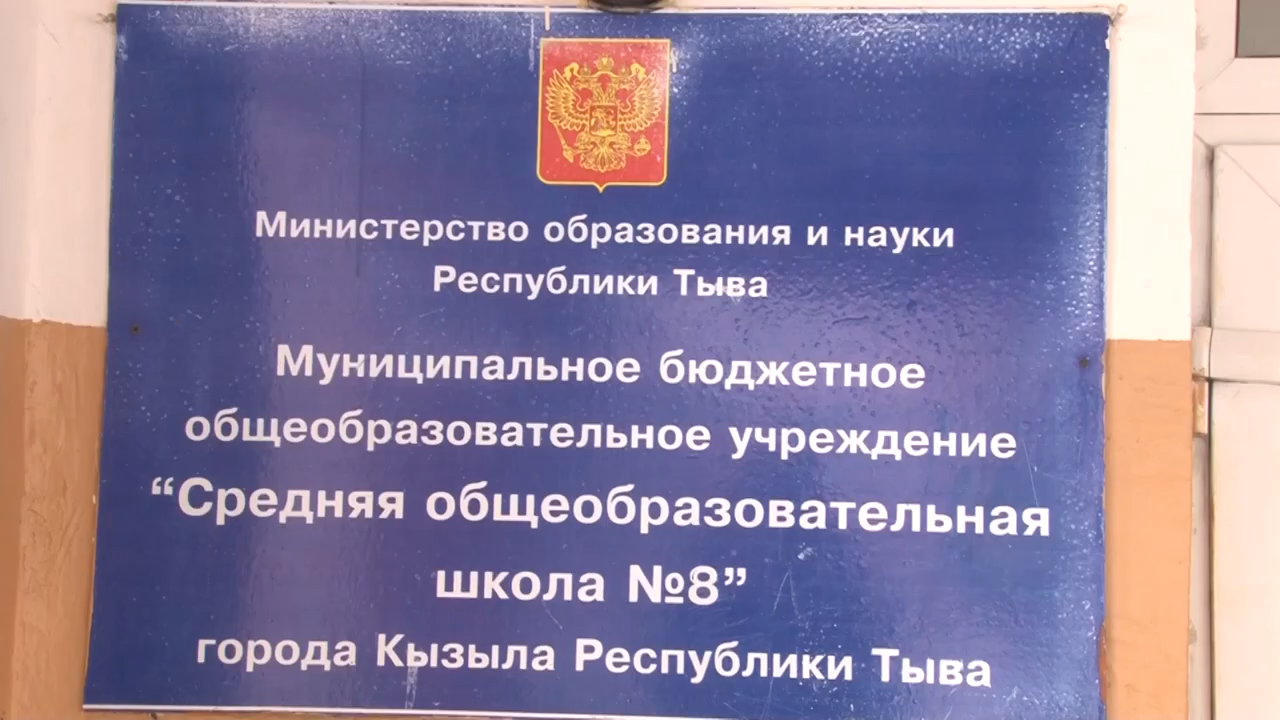 Министерство образования и науки
Республики Тыва
Муниципальное бюджетное
общеобразовательное учреждение
“Средняя общеобразовательная
школа №8”
города Кызыла Республики Тыва